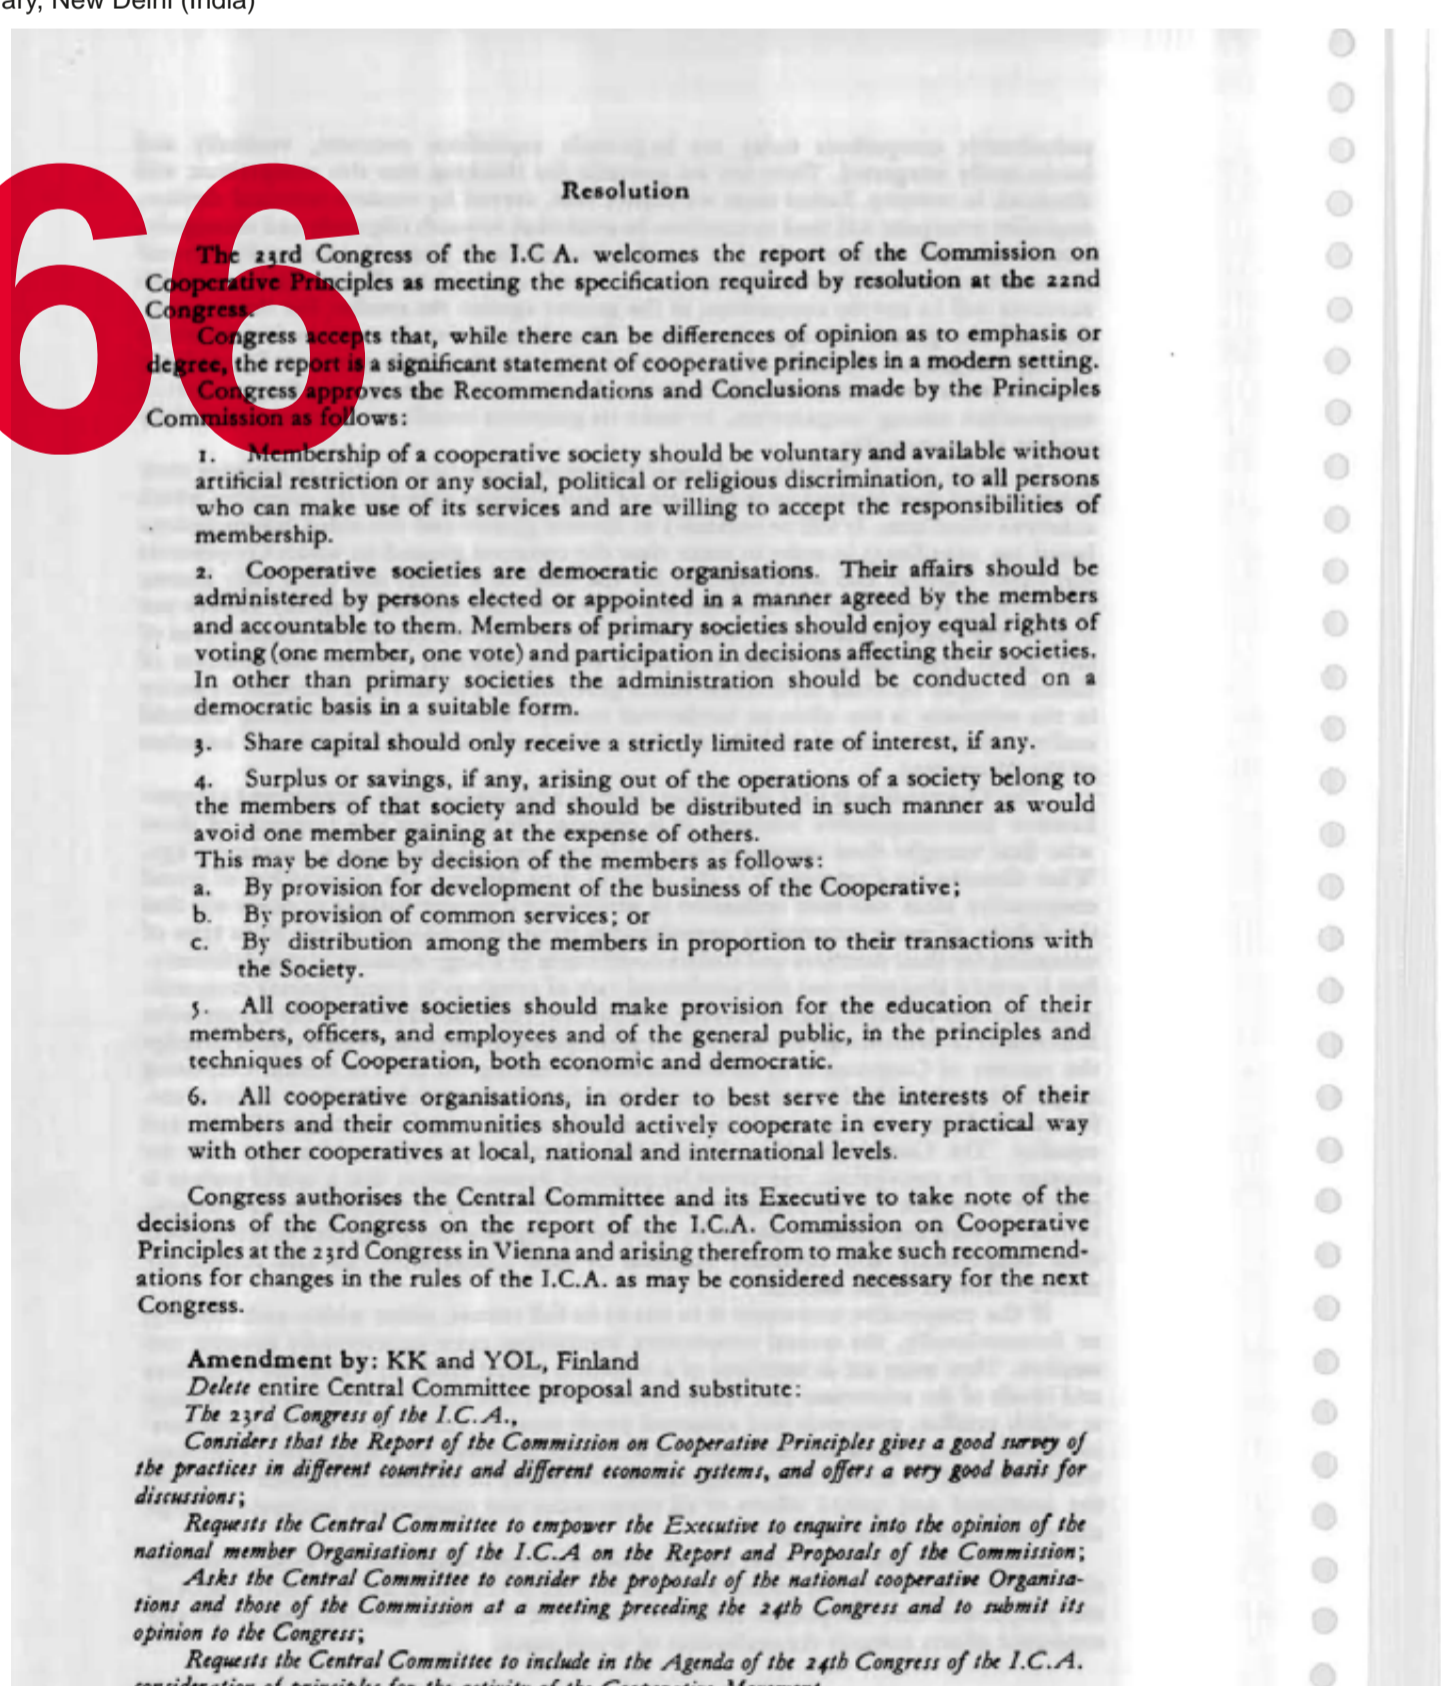 ary, New Delhi (India)
66
Resolution
The 23rd Congress of the I.C A. welcomes the report of the Commission on
Cooperative Principles as meeting the specification required by resolution at the 22nd
Congress.
Congress accepts that, while there can be differences of opinion as to emphasis or
degree, the report is a significant statement of cooperative principles in a modern setting.
Congress approves the Recommendations and Conclusions made by the Principles
Commission as follows:
1. Membership of a cooperative society should be voluntary and available without
artificial restriction or any social, political or religious discrimination, to all persons
who can make use of its services and are willing to accept the responsibilities of
membership.
2. Cooperative societies are democratic organisations. Their affairs should be
administered by persons elected or appointed in a manner agreed by the members
and accountable to them. Members of primary societies should enjoy equal rights of
voting (one member, one vote) and participation in decisions affecting their societies.
In other than primary societies the administration should be conducted on a
democratic basis in a suitable form.
3. Share capital should only receive a strictly limited rate of interest, if any.
4. Surplus or savings, if any, arising out of the operations of a society belong to
the members of that society and should be distributed in such manner as would
avoid one member gaining at the expense of others.
This may be done by decision of the members as follows:
a. By provision for development of the business of the Cooperative;
b. By provision of common services; or
c. By distribution among the members in proportion to their transactions with
the Society.
5. All cooperative societies should make provision for the education of their
members, officers, and employees and of the general public, in the principles and
techniques of Cooperation, both economic and democratic.
6. All cooperative organisations, in order to best serve the interests of their
members and their communities should actively cooperate in every practical way
with other cooperatives at local, national and international levels.
Congress authorises the Central Committee and its Executive to take note of the
decisions of the Congress on the report of the I.C.A. Commission on Cooperative
Principles at the 23rd Congress in Vienna and arising therefrom to make such recommend-
ations for changes in the rules of the I.C.A. as may be considered necessary for the next
Congress.
Amendment by: KK and YOL, Finland
Delete entire Central Committee proposal and substitute:
The 23rd Congress of the I.C.A.,
Considers that the Report of the Commission on Cooperative Principles gives a good survey of
the practices in different countries and different economic systems, and offers a very good basis for
discussions;
Requests the Central Committee to empower the Executive to enquire into the opinion of the
national member Organisations of the I.C.A on the Report and Proposals of the Commission;
Asks the Central Committee to consider the proposals of the national cooperative Organisa-
tions and those of the Commission at a meeting preceding the 24th Congress and to submit its
opinion to the Congress;
Requests the Central Committee to include in the Agenda of the 24th Congress of the I.C.A.
consideration of principles for the activity of the Cooperative Movement.